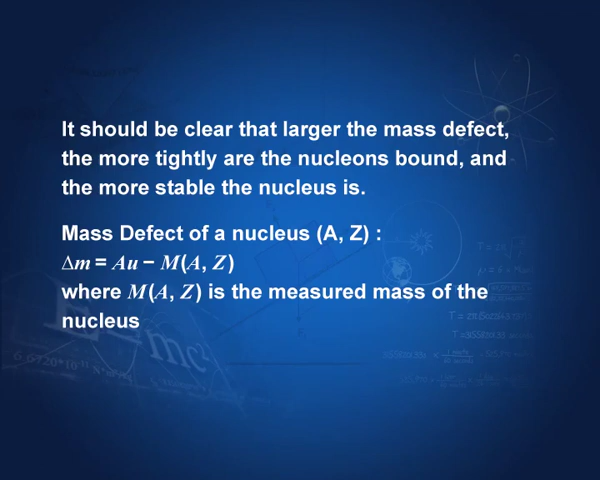 It should be clear that larger the mass defect,
the more tightly are the nucleons bound, and
the more stable the nucleus is.
Mass Defect of a nucleus (A, Z) :
Δm = Au − M(A, Z)
where M(A, Z) is the measured mass of the
nucleus
mc²